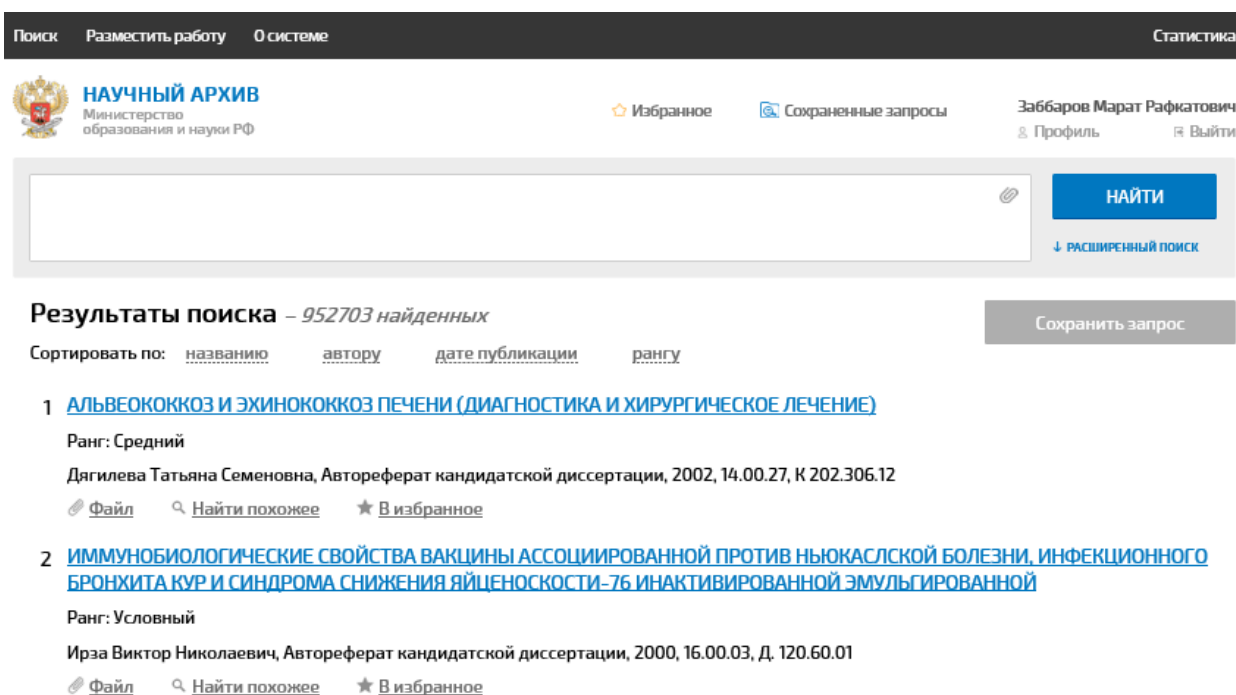 Поиск Разместить работу О системе Статистика
НАУЧНЫЙ АРХИВ
Министерство
образования и науки РФ
Избранное Сохраненные запросы
Заббаров Марат Рафкатович
Профиль Выйти
НАЙТИ
↓ РАСШИРЕННЫЙ ПОИСК
Результаты поиска – 952703 найденных
Сохранить запрос
Сортировать по: названию автору дате публикации рангу
1 АЛЬВЕОКОККОЗ И ЭХИНОКОККОЗ ПЕЧЕНИ (ДИАГНОСТИКА И ХИРУРГИЧЕСКОЕ ЛЕЧЕНИЕ)
Ранг: Средний
Дягилева Татьяна Семеновна, Автореферат кандидатской диссертации, 2002, 14.00.27, К 202.306.12
Файл Найти похожее В избранное
2 ИММУНОБИОЛОГИЧЕСКИЕ СВОЙСТВА ВАКЦИНЫ АССОЦИИРОВАННОЙ ПРОТИВ НЬЮКАСЛСКОЙ БОЛЕЗНИ, ИНФЕКЦИОННОГО
БРОНХИТА КУР И СИНДРОМА СНИЖЕНИЯ ЯЙЦЕНОСКОСТИ-76 ИНАКТИВИРОВАННОЙ ЭМУЛЬГИРОВАННОЙ
Ранг: Условный
Ирза Виктор Николаевич, Автореферат кандидатской диссертации, 2000, 16.00.03, Д. 120.60.01
Файл Найти похожее В избранное